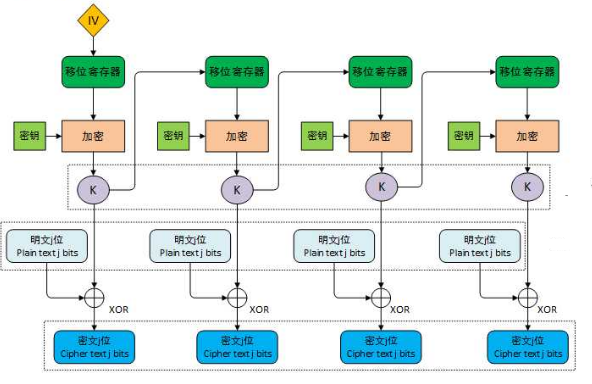 IV
移位寄存器 移位寄存器 移位寄存器 移位寄存器
密钥 加密 密钥 加密 密钥 加密 密钥 加密
K K K K
明文j位 明文j位 明文j位 明文j位
Plain text j bits Plain text j bits Plain text j bits Plain text j bits
XOR XOR XOR XOR
密文j位 密文j位 密文j位 密文j位
Cipher text j bits Cipher text j bits Cipher text j bits Cipher text j bits